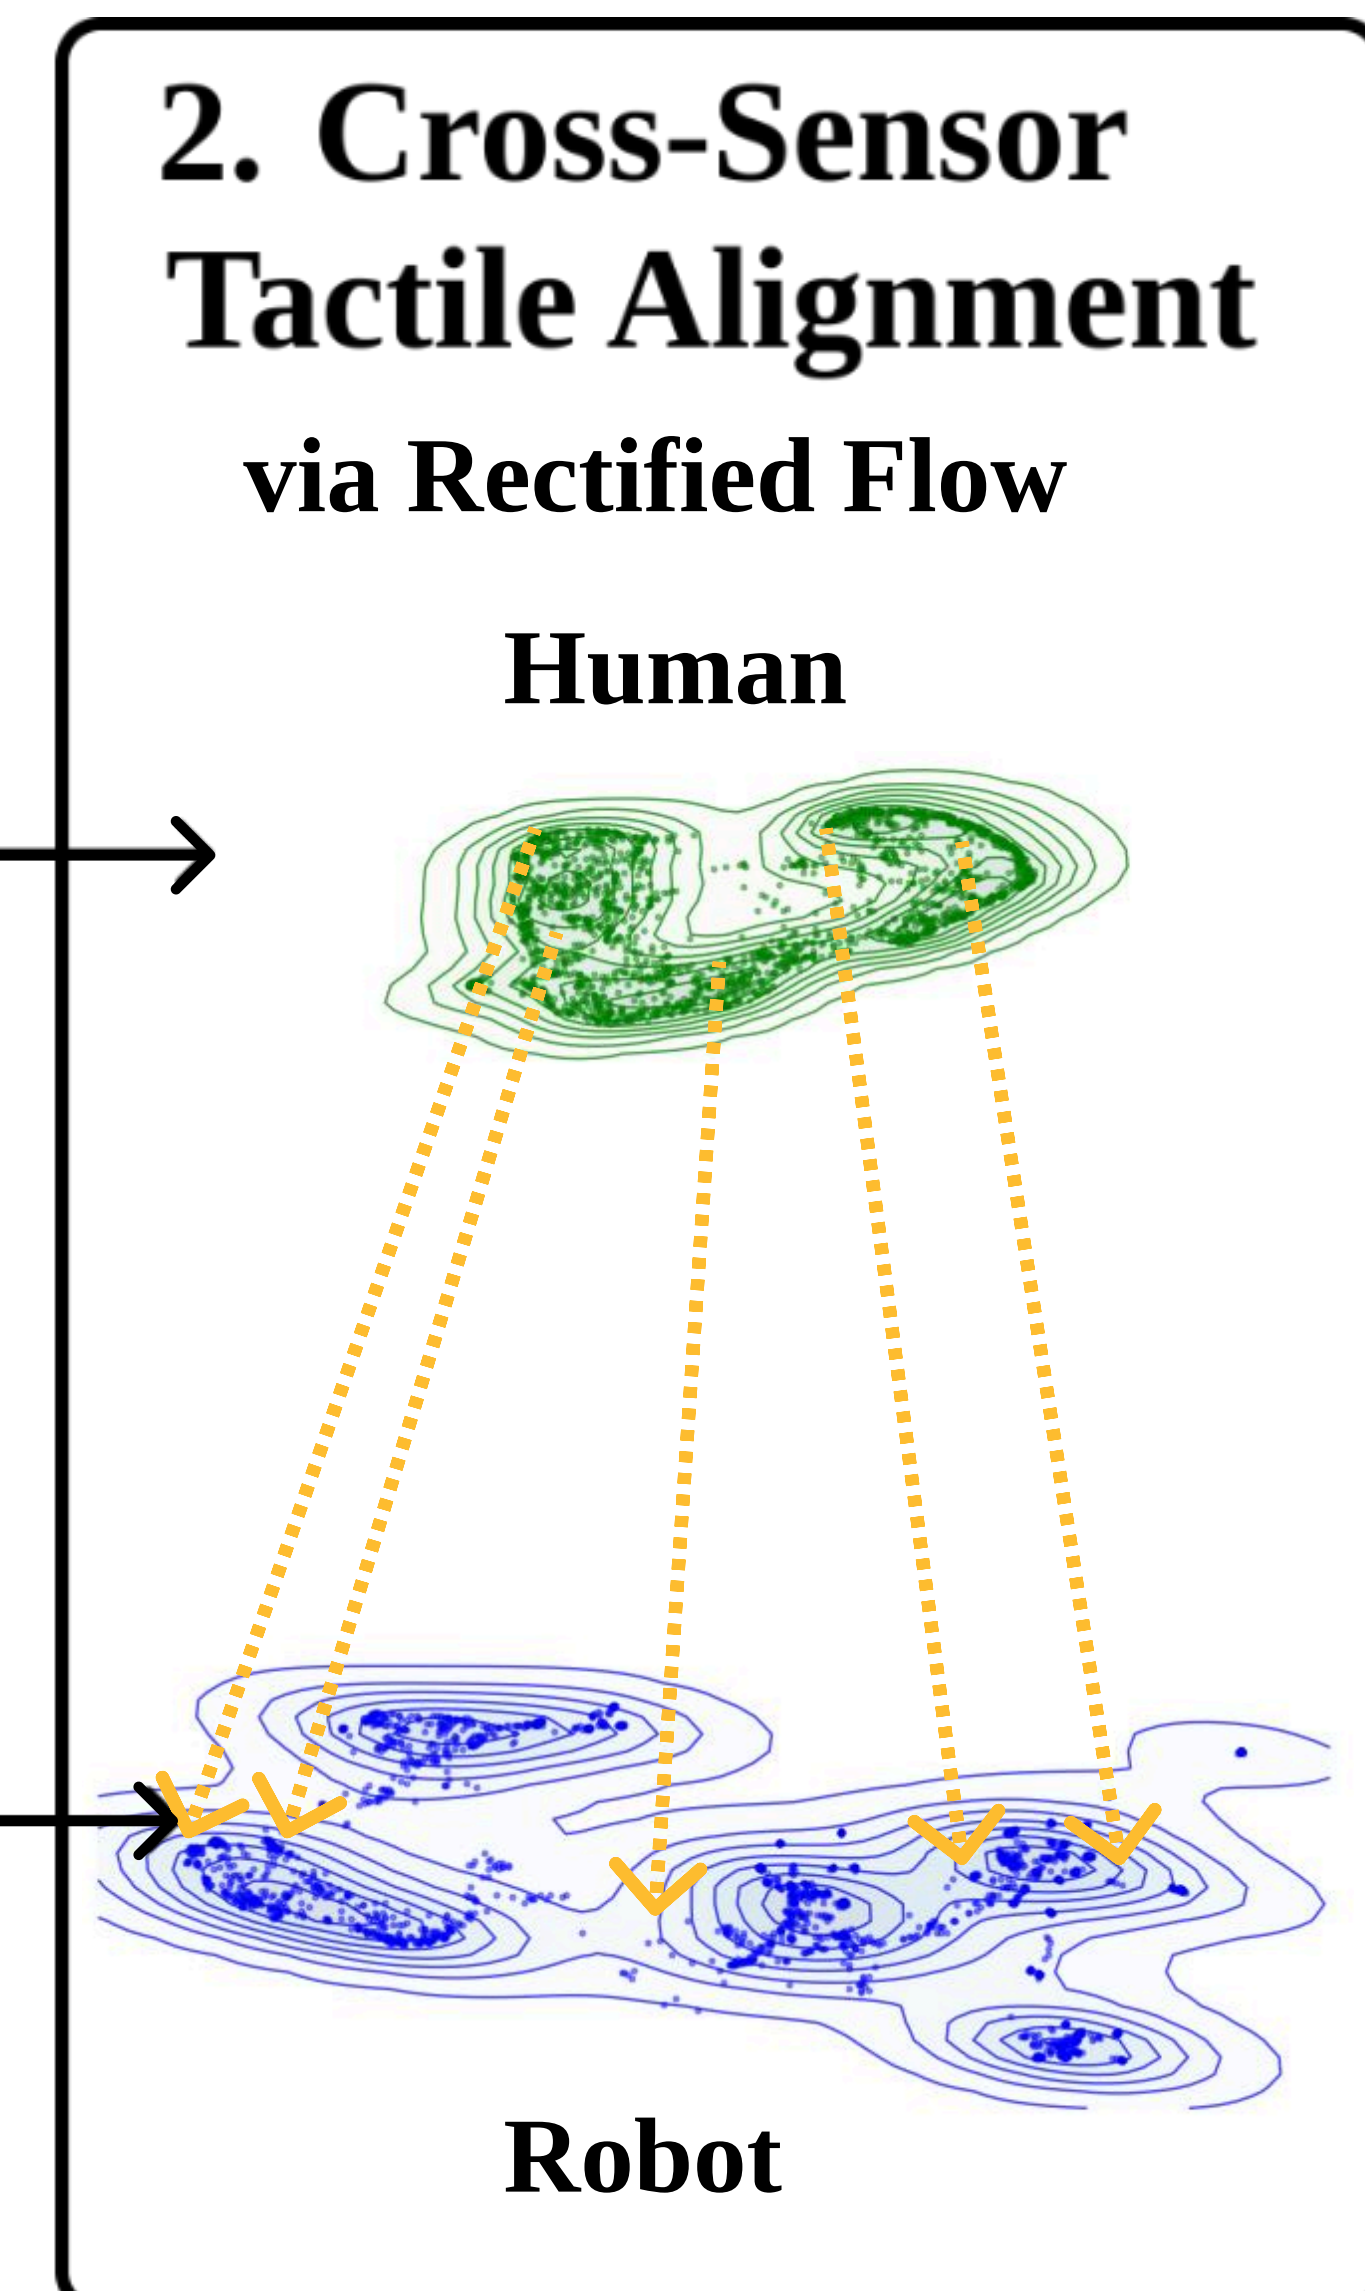 2. Cross-Sensor
Tactile Alignment
via Rectified Flow
Human
Robot